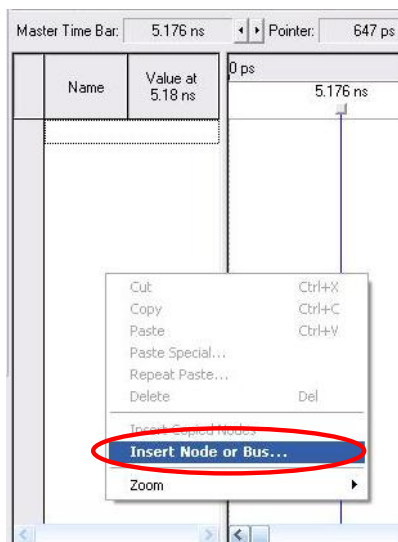 Master Time Bar: 5.176 ns Pointer: 647 ps
Name
Value at
5.18 ns
0 ps
5.176 ns
Cut Ctrl+X
Copy Ctrl+C
Paste Ctrl+V
Paste Special...
Repeat Paste...
Delete Del
Insert Copied Nodes
Insert Node or Bus...
Zoom